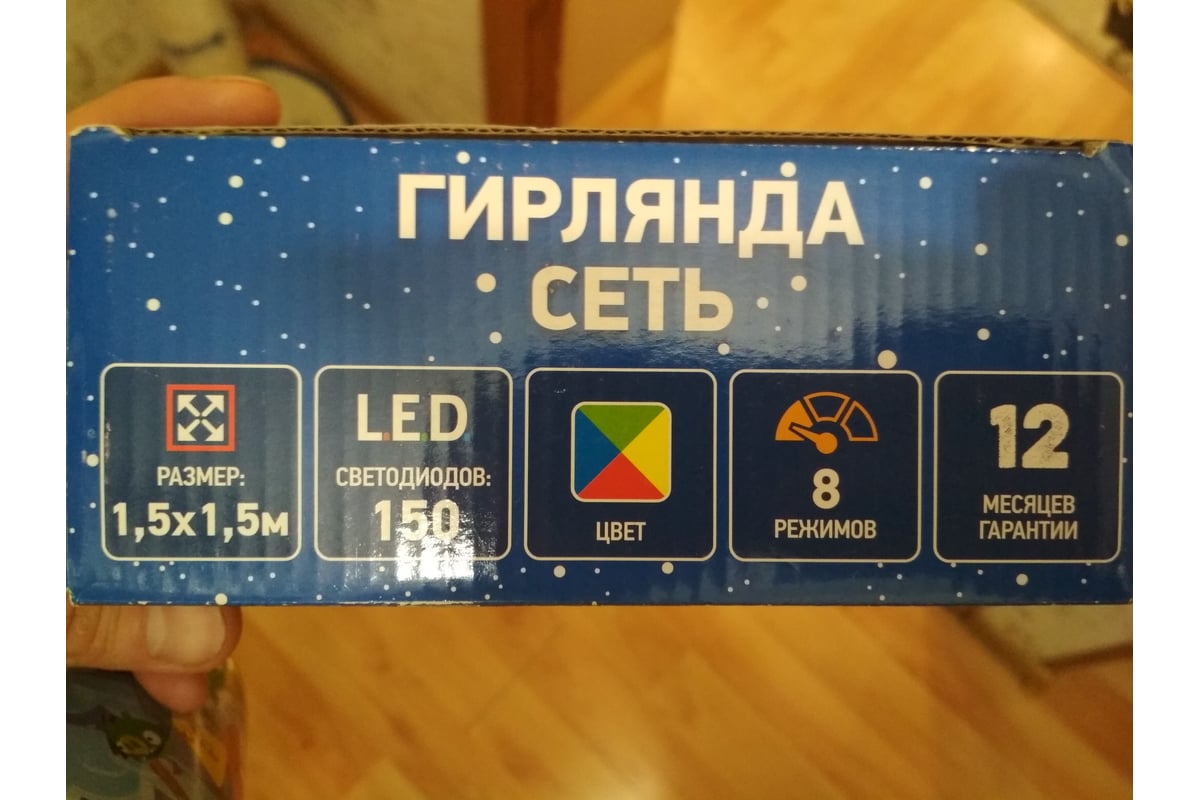 ГИРЛЯНДА
СЕТЬ
РАЗМЕР:
1,5х1,5м
L.E.D.
СВЕТОДИОДОВ:
150
ЦВЕТ
8
РЕЖИМОВ
12
МЕСЯЦЕВ
ГАРАНТИИ